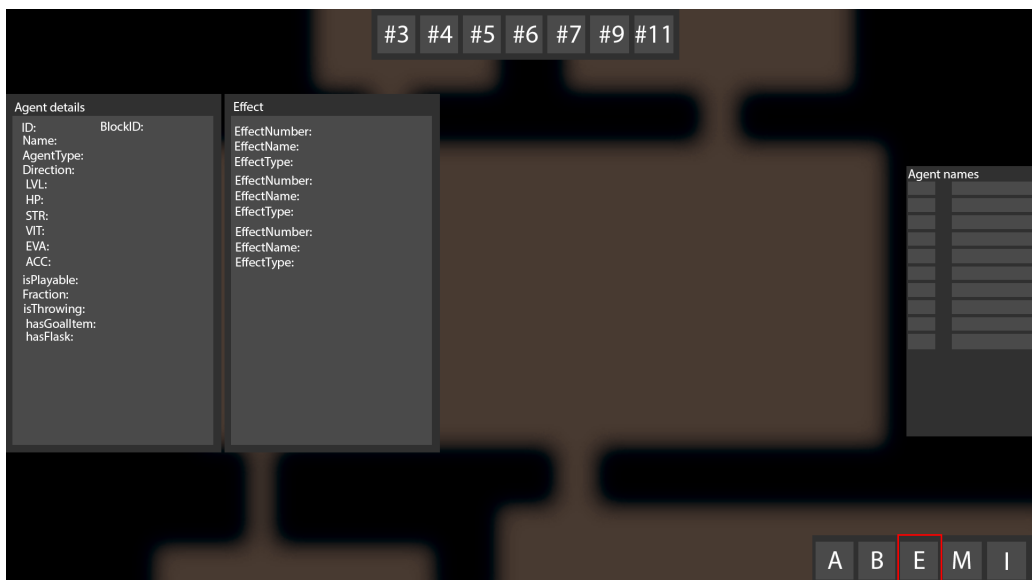 #3 #4 #5 #6 #7 #9 #11
Agent details
ID: BlockID:
Name:
AgentType:
Direction:
LVL:
HP:
STR:
VIT:
EVA:
ACC:
isPlayable:
Fraction:
isThrowing:
hasGoalItem:
hasFlask:
Effect
EffectNumber:
EffectName:
EffectType:
EffectNumber:
EffectName:
EffectType:
EffectNumber:
EffectName:
EffectType:
Agent names
A B E M I